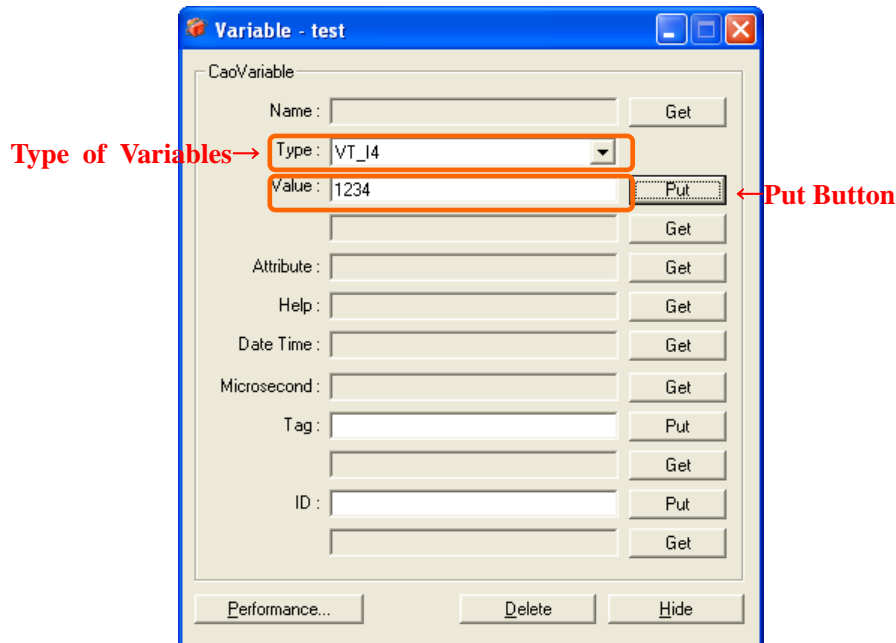 Variable - test
CaoVariable
Name : Get
Type of Variables→ Type : VT_I4
Value : 1234 Put ←Put Button
Get
Attribute : Get
Help : Get
Date Time : Get
Microsecond : Get
Tag : Put
Get
ID : Put
Get
Performance... Delete Hide